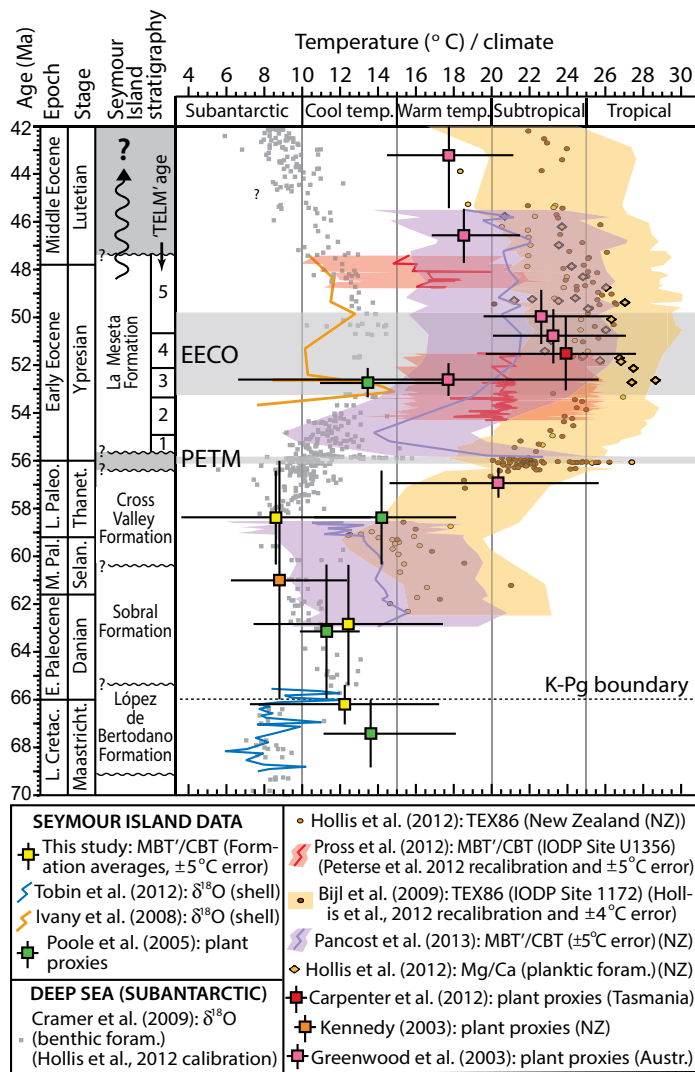 Temperature (° C) / climate
Age (Ma)
Epoch
Stage
Seymour
Island
stratigraphy
4 6 8 10 12 14 16 18 20 22 24 26 28 30
Subantarctic Cool temp. Warm temp. Subtropical Tropical
42
44
46
48
50
52
54
56
58
60
62
64
66
68
70
Middle Eocene
Early Eocene
L. Paleo.
M. Pal
E. Paleocene
L. Cretac.
Lutetian
Ypresian
Thanet.
Selan.
Danian
Maastricht.
?
'TELM' age
?
?
La Meseta
Formation
5
4
3
2
1
EECO
PETM
?
?
Cross
Valley
Formation
?
Sobral
Formation
?
López
de
Bertodano
Formation
K-Pg boundary
SEYMOUR ISLAND DATA
This study: MBT'/CBT (Form-
ation averages, ±5°C error)
Tobin et al. (2012): δ18O (shell)
Ivany et al. (2008): δ18O (shell)
Poole et al. (2005): plant
proxies
DEEP SEA (SUBANTARCTIC)
Cramer et al. (2009): δ18O
(benthic foram.)
(Hollis et al., 2012 calibration)
Hollis et al. (2012): TEX86 (New Zealand (NZ))
Pross et al. (2012): MBT'/CBT (IODP Site U1356)
(Peterse et al. 2012 recalibration and ±5°C error)
Bijl et al. (2009): TEX86 (IODP Site 1172) (Holl-
is et al., 2012 recalibration and ±4°C error)
Pancost et al. (2013): MBT'/CBT (±5°C error)(NZ)
Hollis et al. (2012): Mg/Ca (planktic foram.)(NZ)
Carpenter et al. (2012): plant proxies (Tasmania)
Kennedy (2003): plant proxies (NZ)
Greenwood et al. (2003): plant proxies (Austr.)